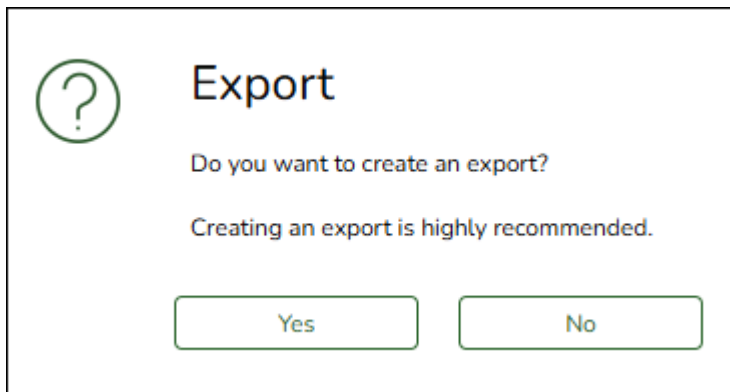 Export
Do you want to create an export?
Creating an export is highly recommended.
Yes
No